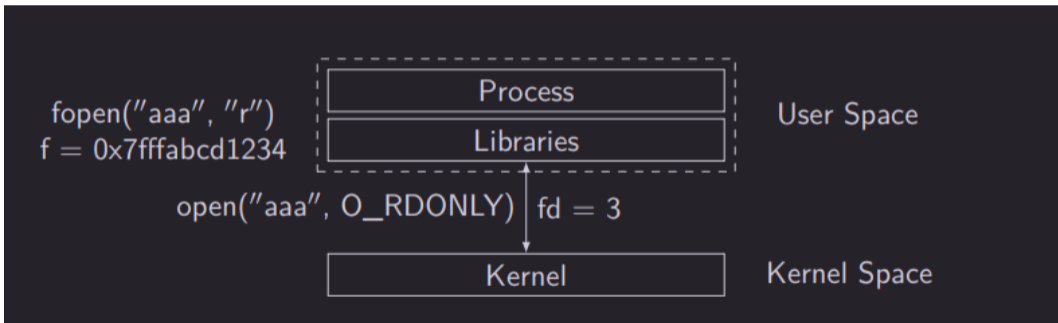 Process
fopen("aaa", "r")
User Space
f = 0x7fffabcd1234
Libraries
open("aaa", O_RDONLY)
fd = 3
Kernel
Kernel Space